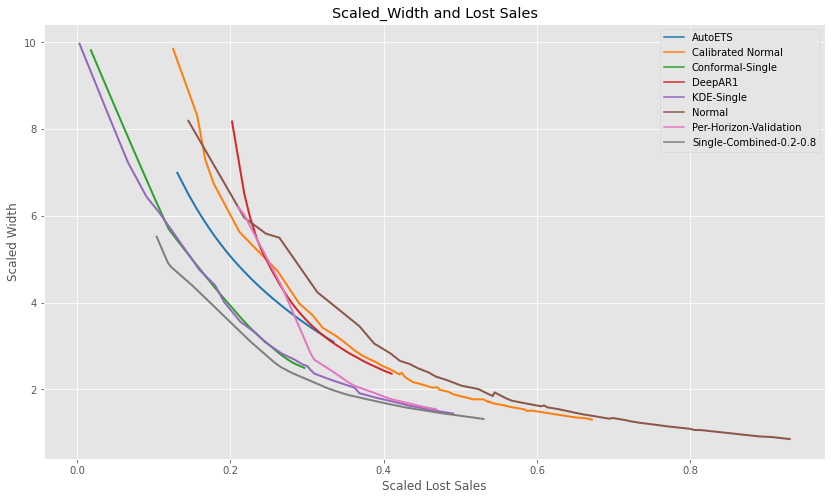 Scaled_Width and Lost Sales
AutoETS
Calibrated Normal
Conformal-Single
DeepAR1
KDE-Single
Normal
Per-Horizon-Validation
Single-Combined-0.2-0.8
Scaled Width
10
8
6
4
2
0.0 0.2 0.4 0.6 0.8
Scaled Lost Sales